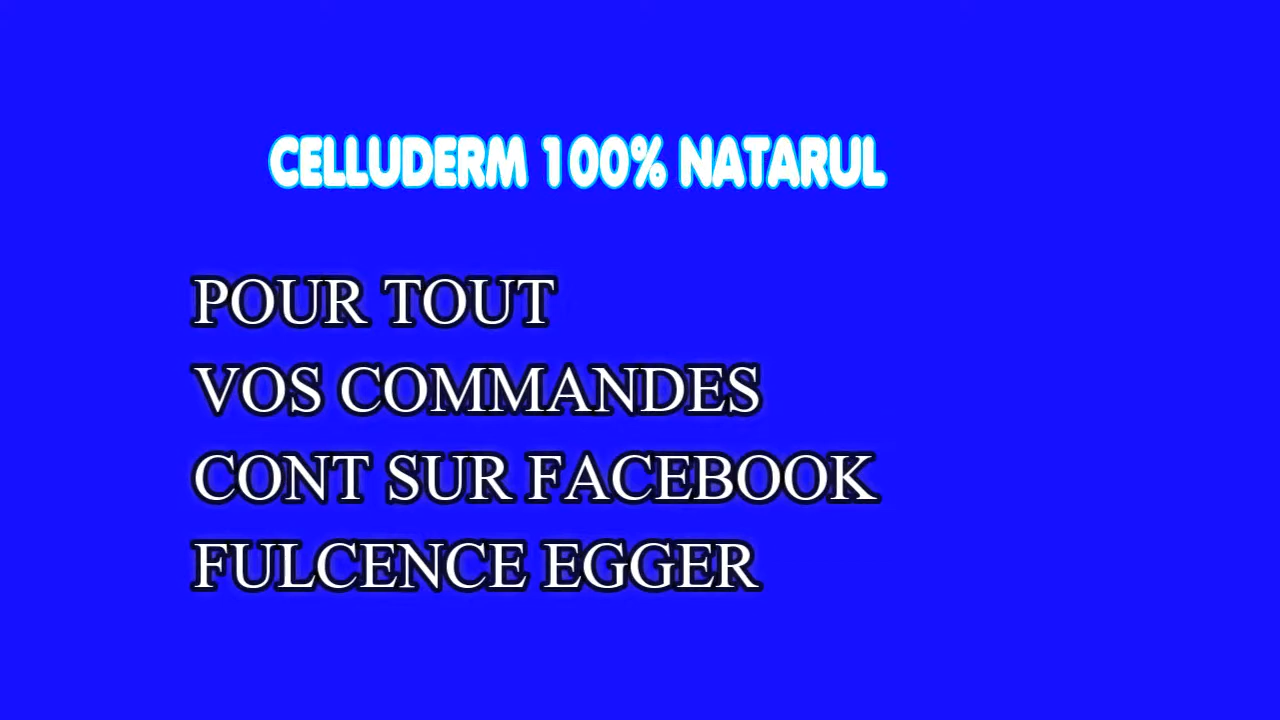 CELLUDERM 100% NATARUL
POUR TOUT
VOS COMMANDES
CONT SUR FACEBOOK
FULCENCE EGGER